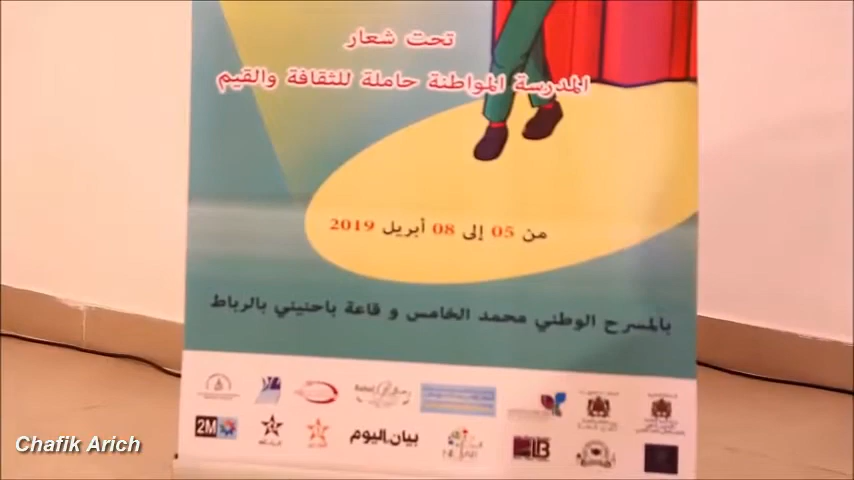 تحت شعار
المدرسة المواطنة حاملة للثقافة والقيم
من 05 إلى 08 أبريل 2019
بالمسرح الوطني محمد الخامس و قاعة باحنيني بالرباط
2M
بيان اليوم
Chafik Arich